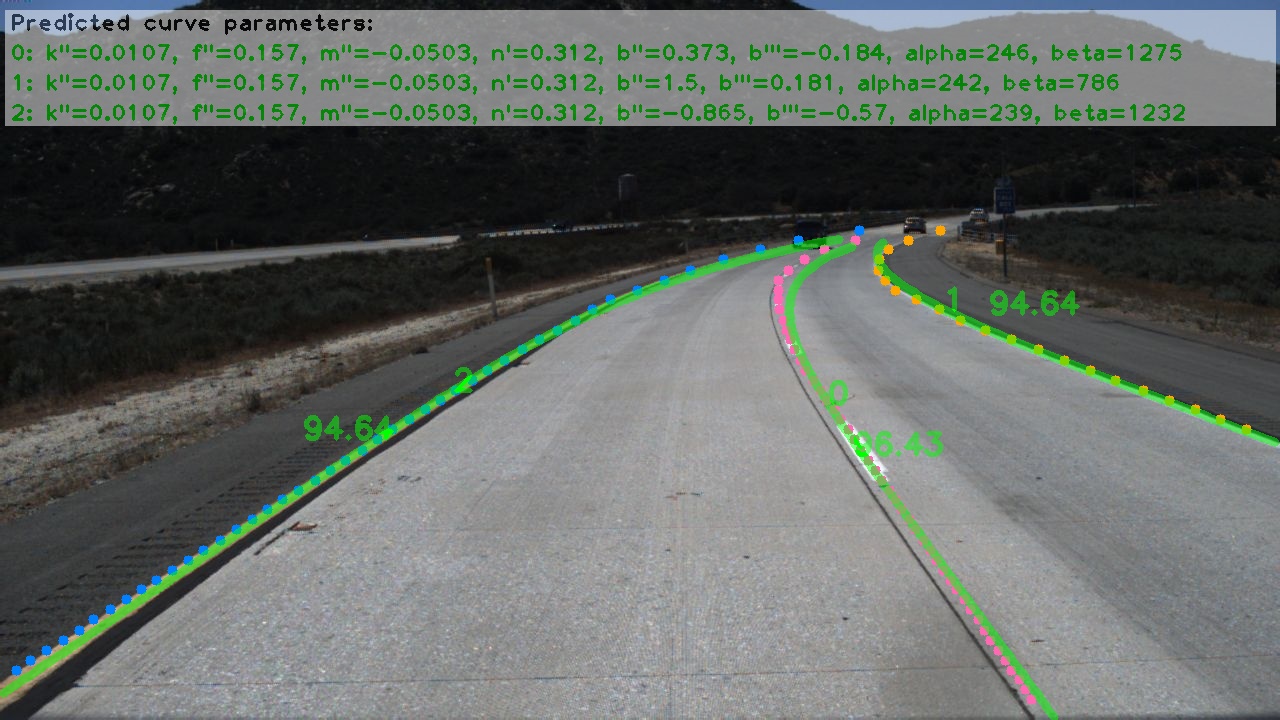 Predicted curve parameters:
0: k''=0.0107, f''=0.157, m''=-0.0503, n'=0.312, b''=0.373, b'''=-0.184, alpha=246, beta=1275
1: k''=0.0107, f''=0.157, m''=-0.0503, n'=0.312, b''=1.5, b'''=0.181, alpha=242, beta=786
2: k''=0.0107, f''=0.157, m''=-0.0503, n'=0.312, b''=-0.865, b'''=-0.57, alpha=239, beta=1232
1 94.64
2
0
94.64
96.43